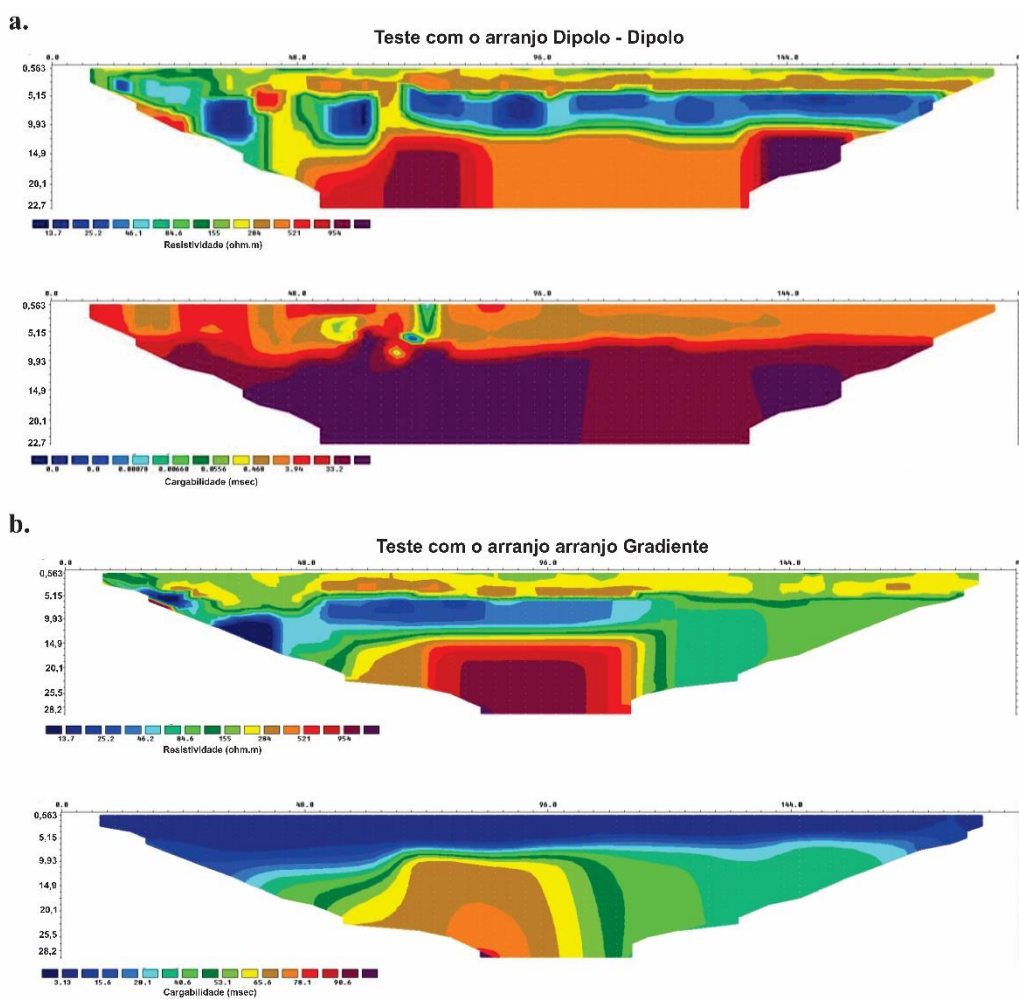 a.
Teste com o arranjo Dipolo - Dipolo
0.0 48.0 96.0 144.0
0,563
5,15
9,93
14,9
20,1
22,7
13.7 25.2 46.1 84.6 155 284 521 954
Resistividade (ohm.m)
0.0 48.0 96.0 144.0
0,563
5,15
9,93
14,9
20,1
22,7
0.0 0.0 0.00078 0.00660 0.0556 0.468 3.94 33.2
Cargabilidade (msec)
b.
Teste com o arranjo arranjo Gradiente
0.0 48.0 96.0 144.0
0,563
5,15
9,93
14,9
20,1
25,5
28,2
13.7 25.2 46.2 84.6 155 284 521 954
Resistividade (ohm.m)
0.0 48.0 96.0 144.0
0,563
5,15
9,93
14,9
20,1
25,5
28,2
3.13 15.6 28.1 40.6 53.1 65.6 78.1 90.6
Cargabilidade (msec)